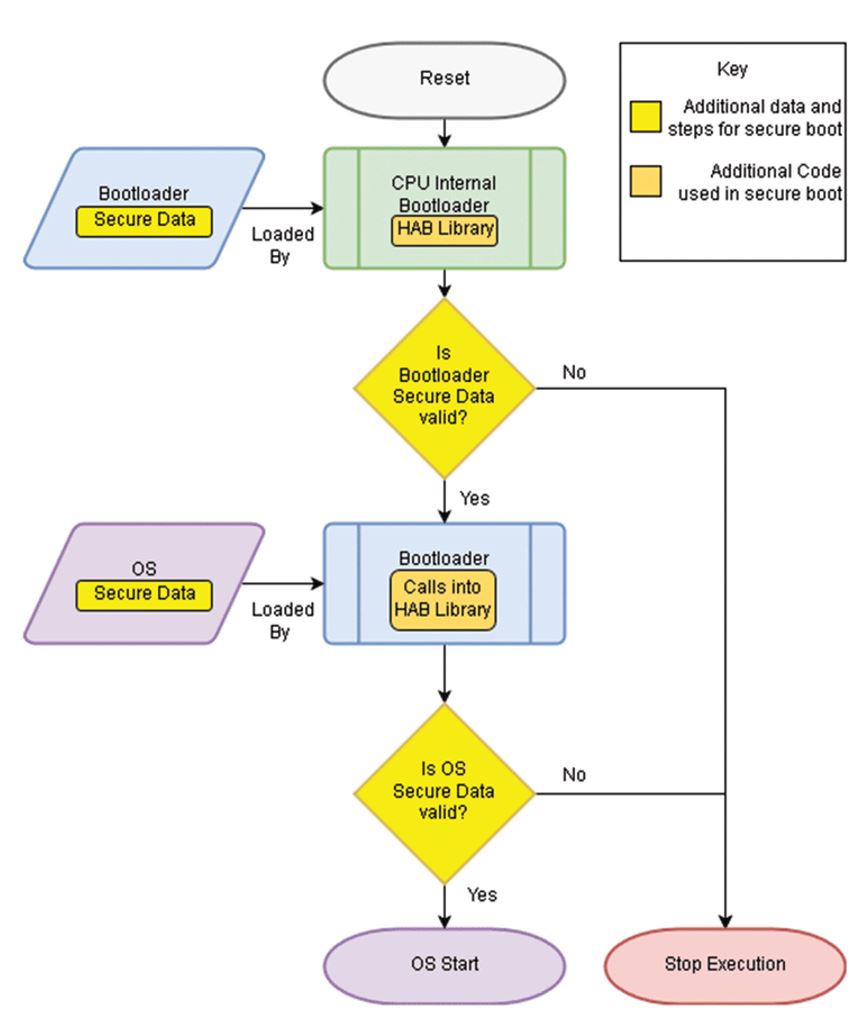 Reset
Key
Additional data and
steps for secure boot
Additional Code
used in secure boot
Bootloader
Secure Data
Loaded
By
CPU Internal
Bootloader
HAB Library
Is
Bootloader
Secure Data
valid?
No
Yes
OS
Secure Data
Loaded
By
Bootloader
Calls into
HAB Library
Is OS
Secure Data
valid?
No
Yes
OS Start
Stop Execution